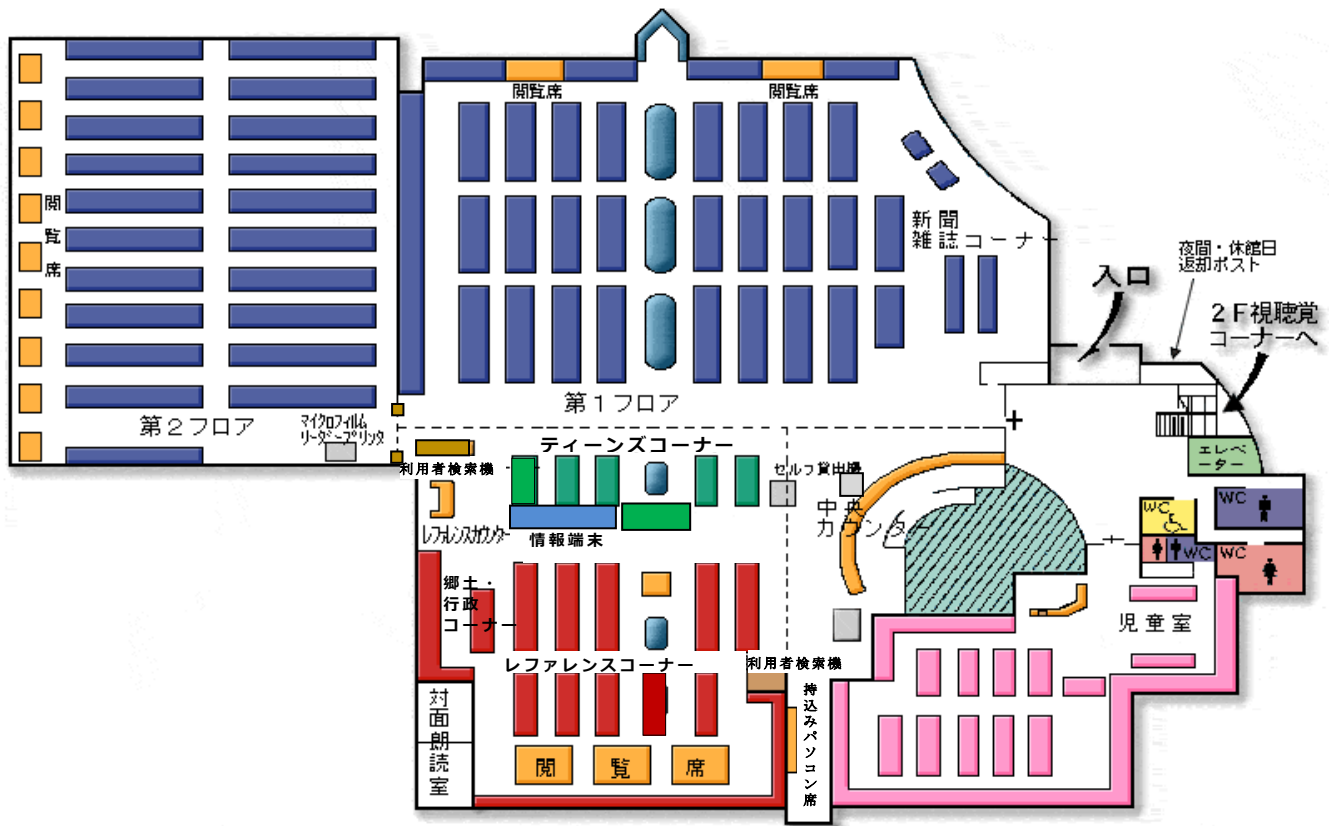 閲覧席
閲覧席
閲覧席
新聞
雑誌コーナー
夜間・休館日
返却ポスト
入口
２Ｆ視聴覚
コーナーへ
第１フロア
第２フロア
マイクロフィルム
リーダープリンタ
ティーンズコーナー
利用者検索機
セルフ貸出機
エレベ
ーター
中央
カウンター
レファレンスカウンター
情報端末
WC
WC
WC
WC
郷土・
行政
コーナー
児童室
レファレンスコーナー
利用者検索機
対面朗読室
持込みパソコン席
閲覧席